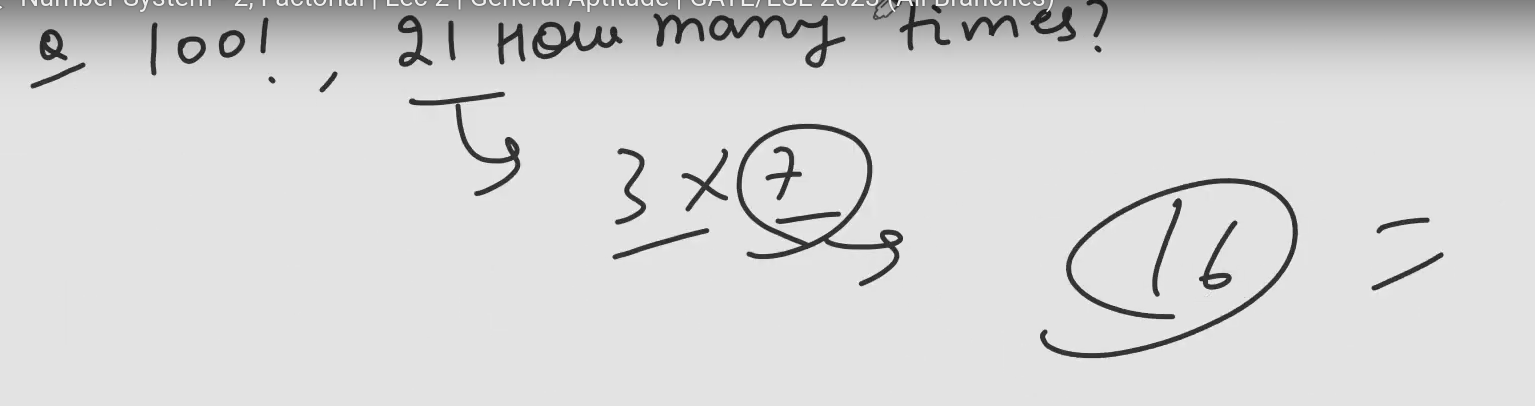 Number System - 2, Factorial | Lec 2 | General Aptitude | GATE/ESE 2023 (All Branches)
Q 100!, 21 How many times?
3 × 7
16 =